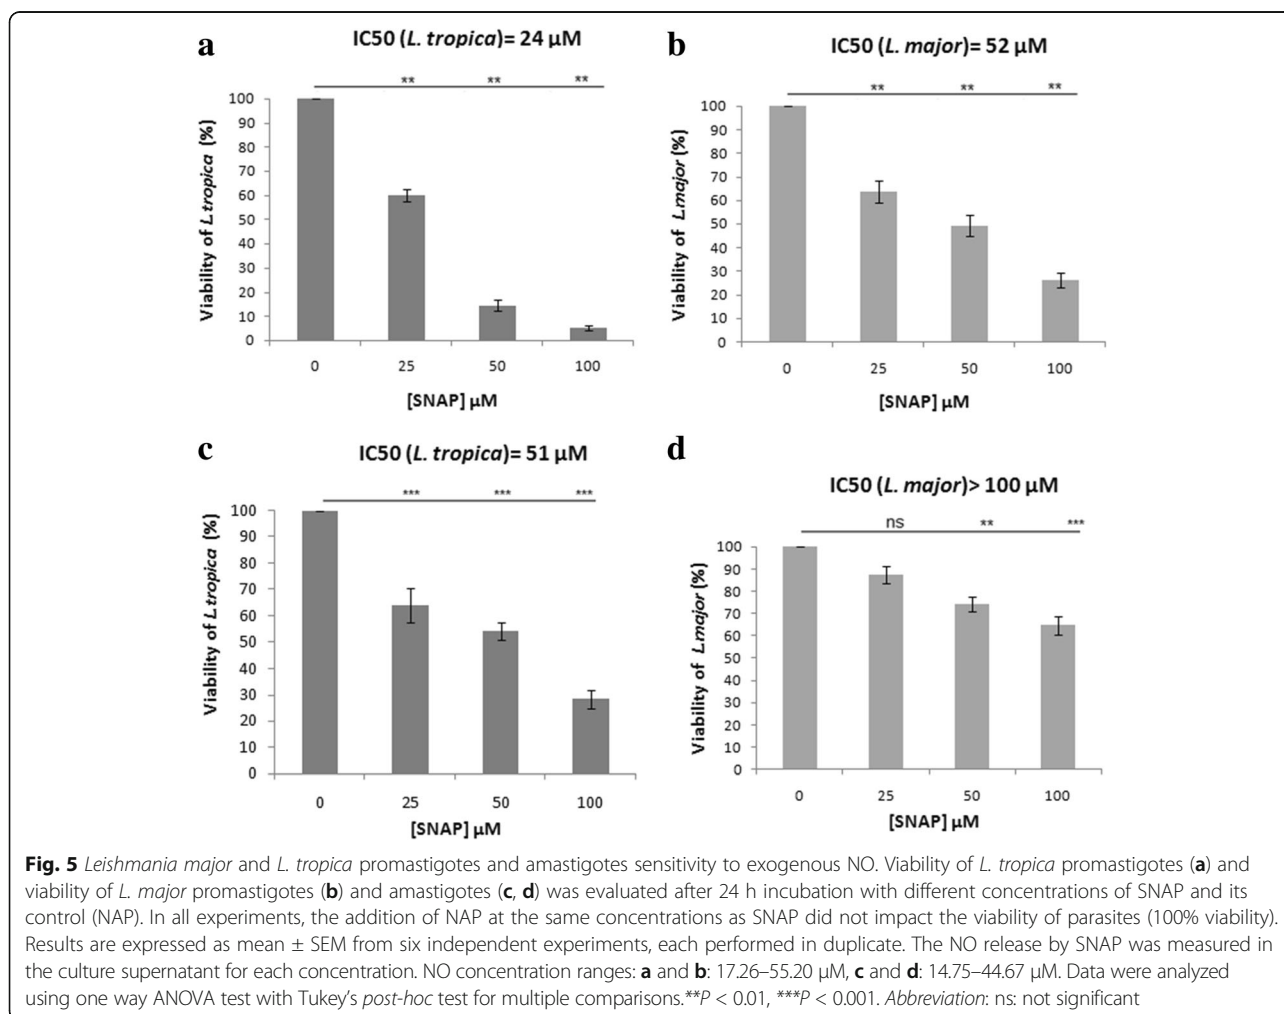 a
IC50 (L. tropica)= 24 µM
** ** **
Viability of L tropica (%)
100
90
80
70
60
50
40
30
20
10
0
0 25 50 100
[SNAP] µM
b
IC50 (L. major)= 52 µM
** ** **
Viability of L major (%)
100
90
80
70
60
50
40
30
20
10
0
0 25 50 100
[SNAP] µM
c
IC50 (L. tropica)= 51 µM
*** *** ***
Viability of L tropica (%)
100
90
80
70
60
50
40
30
20
10
0
0 25 50 100
[SNAP] µM
d
IC50 (L. major)> 100 µM
ns ** ***
Viability of L major (%)
100
90
80
70
60
50
40
30
20
10
0
0 25 50 100
[SNAP] µM
Fig. 5 Leishmania major and L. tropica promastigotes and amastigotes sensitivity to exogenous NO. Viability of L. tropica promastigotes (a) and
viability of L. major promastigotes (b) and amastigotes (c, d) was evaluated after 24 h incubation with different concentrations of SNAP and its
control (NAP). In all experiments, the addition of NAP at the same concentrations as SNAP did not impact the viability of parasites (100% viability).
Results are expressed as mean ± SEM from six independent experiments, each performed in duplicate. The NO release by SNAP was measured in
the culture supernatant for each concentration. NO concentration ranges: a and b: 17.26–55.20 µM, c and d: 14.75–44.67 µM. Data were analyzed
using one way ANOVA test with Tukey's post-hoc test for multiple comparisons.**P < 0.01, ***P < 0.001. Abbreviation: ns: not significant